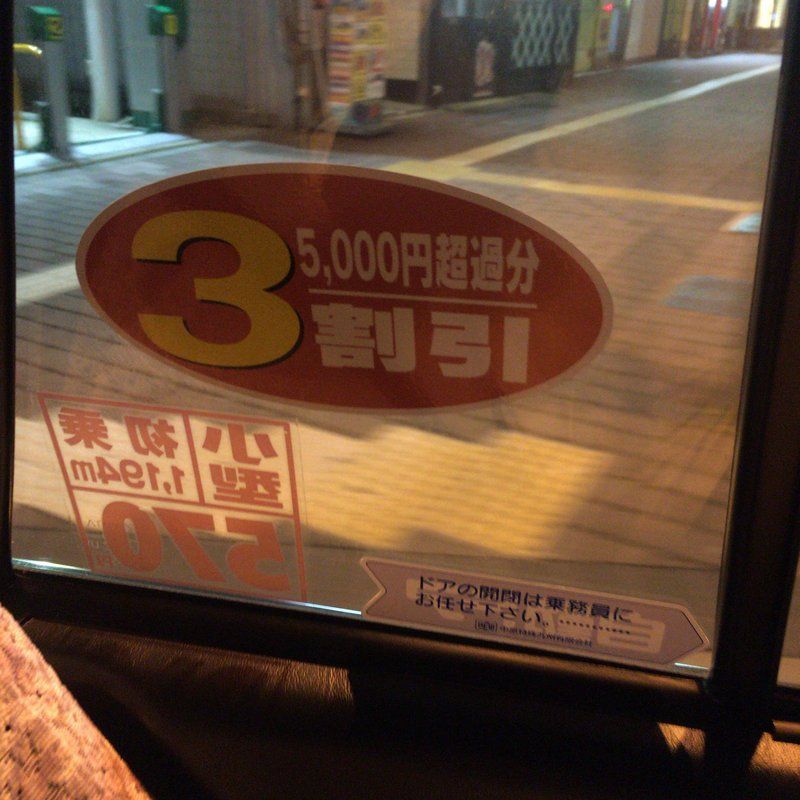 3
5,000円超過分
割引
小型
初乗
1,194m
570
ドアの開閉は乗務員に
お任せ下さい。